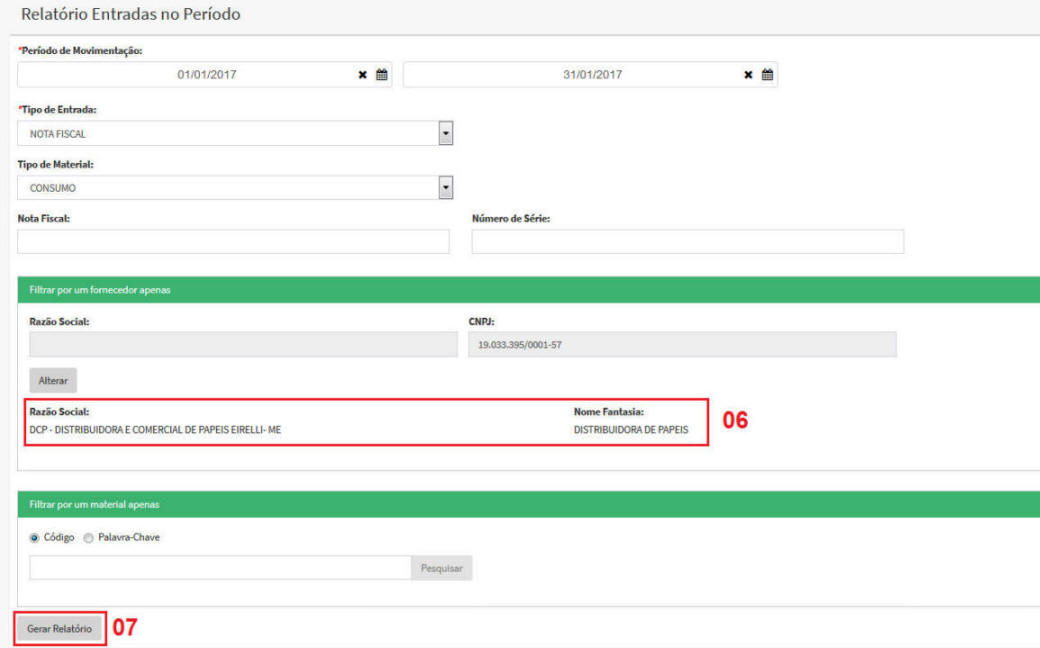 Relatório Entradas no Período
*Período de Movimentação:
01/01/2017 31/01/2017
*Tipo de Entrada:
NOTA FISCAL
Tipo de Material:
CONSUMO
Nota Fiscal: Número de Série:
Filtrar por um fornecedor apenas
Razão Social: CNPJ:
19.033.395/0001-57
Alterar
Razão Social: Nome Fantasia: 06
DCP - DISTRIBUIDORA E COMERCIAL DE PAPEIS EIRELLI- ME DISTRIBUIDORA DE PAPEIS
Filtrar por um material apenas
Código Palavra-Chave
Pesquisar
Gerar Relatório 07